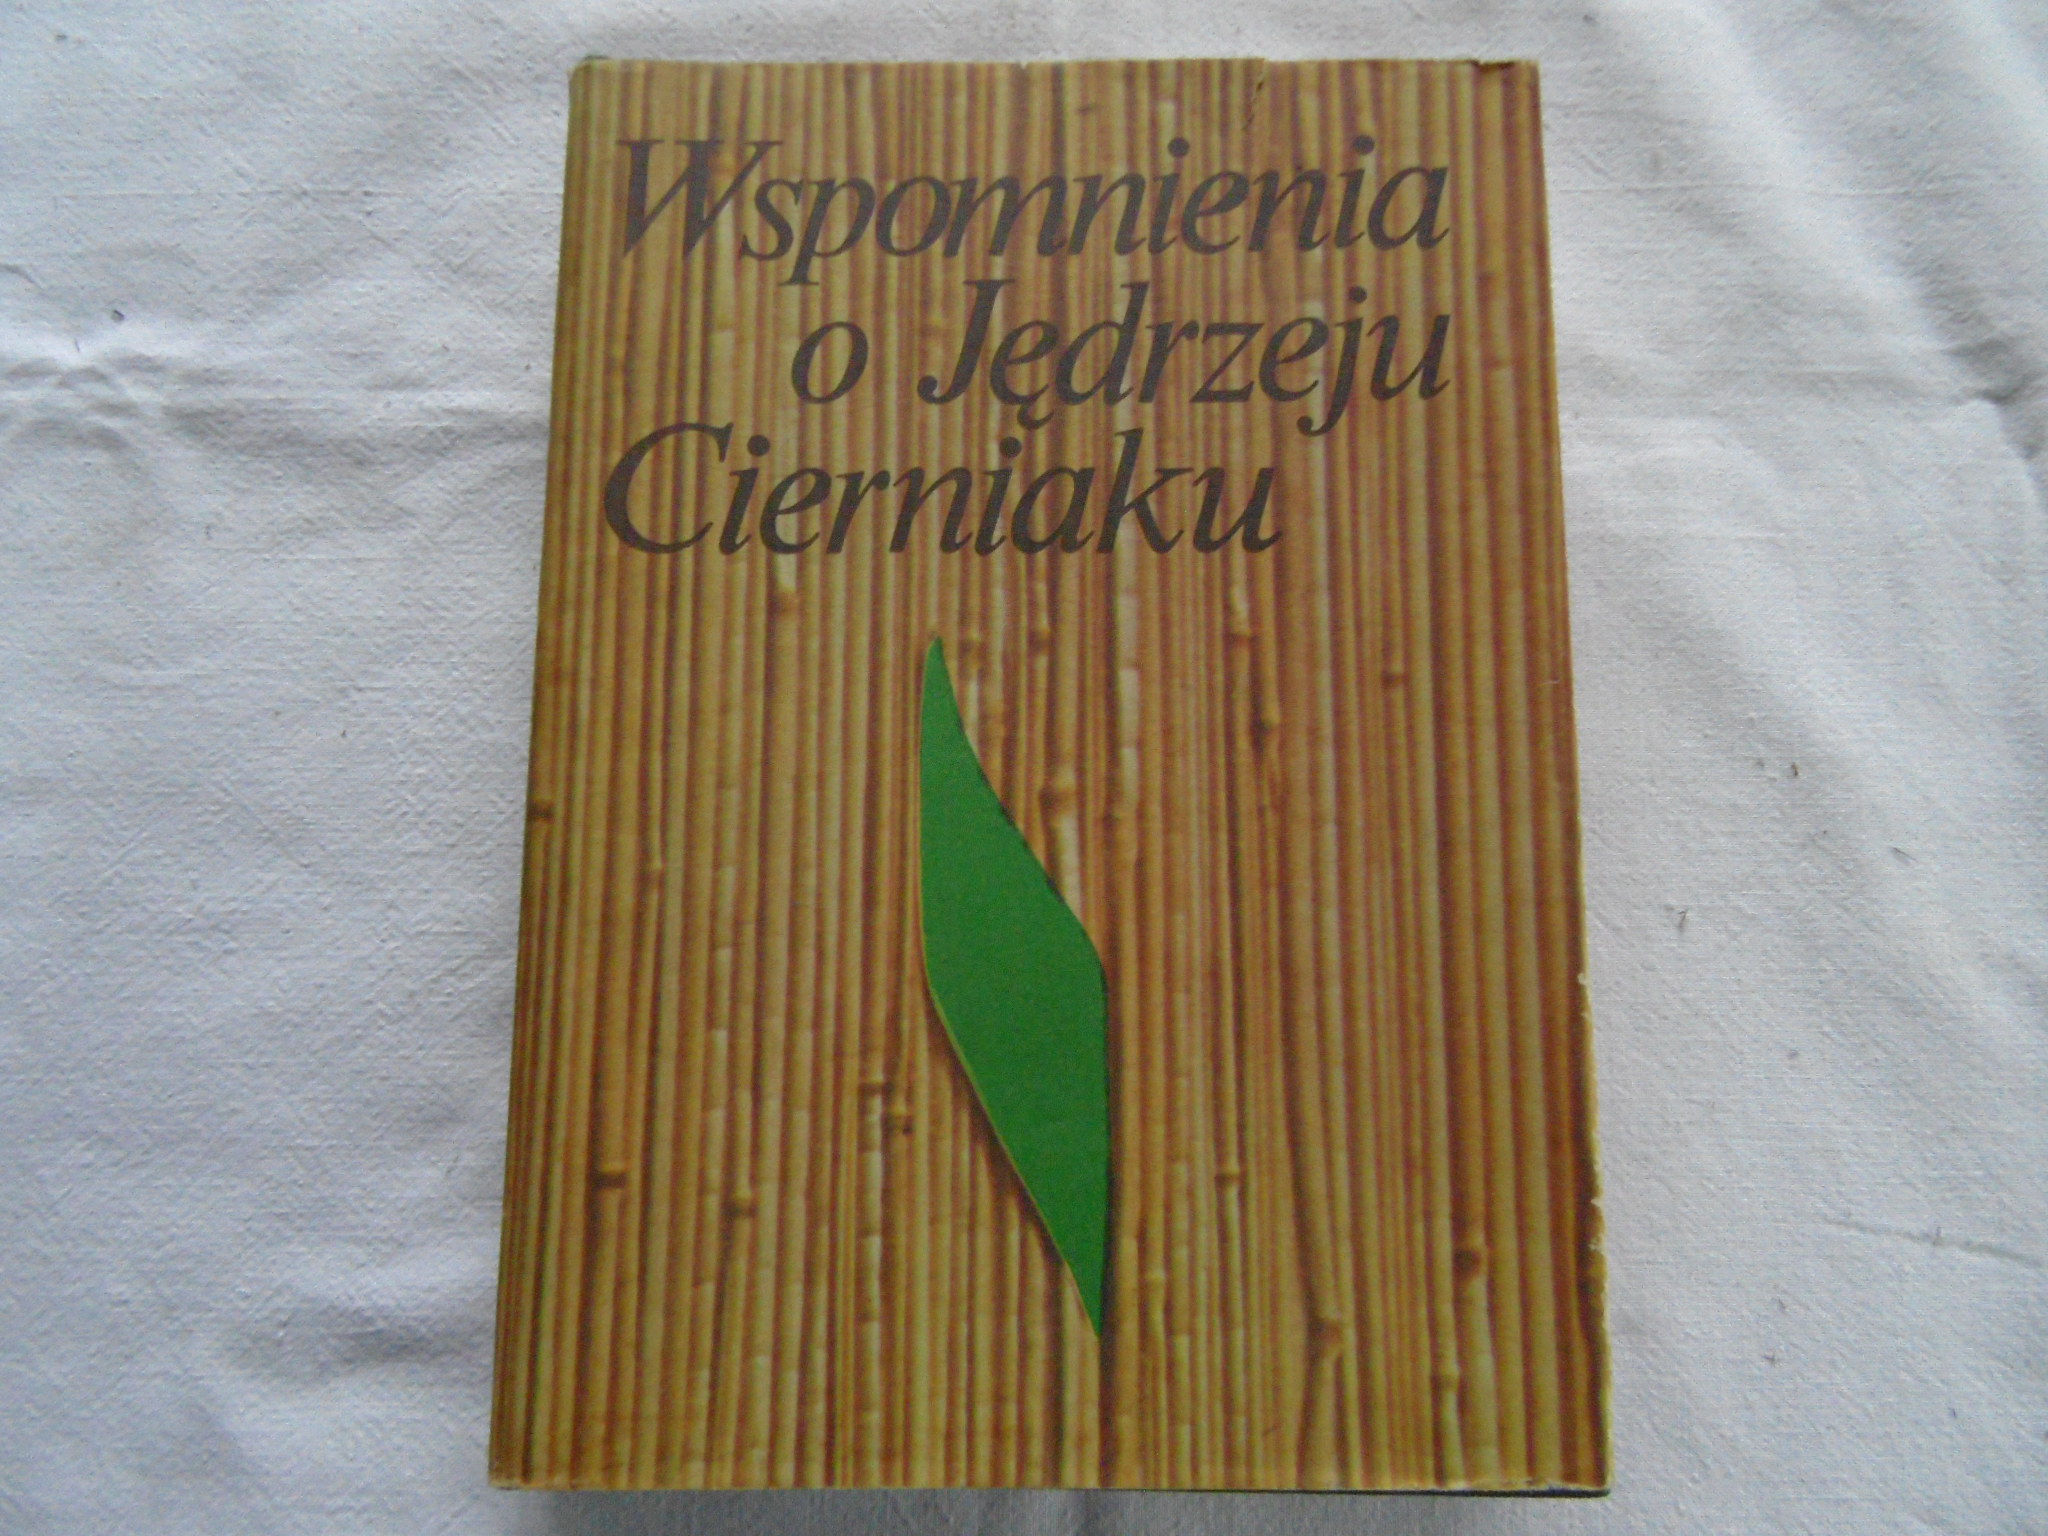 Wspomnienia
o Jędrzeju
Cierniaku